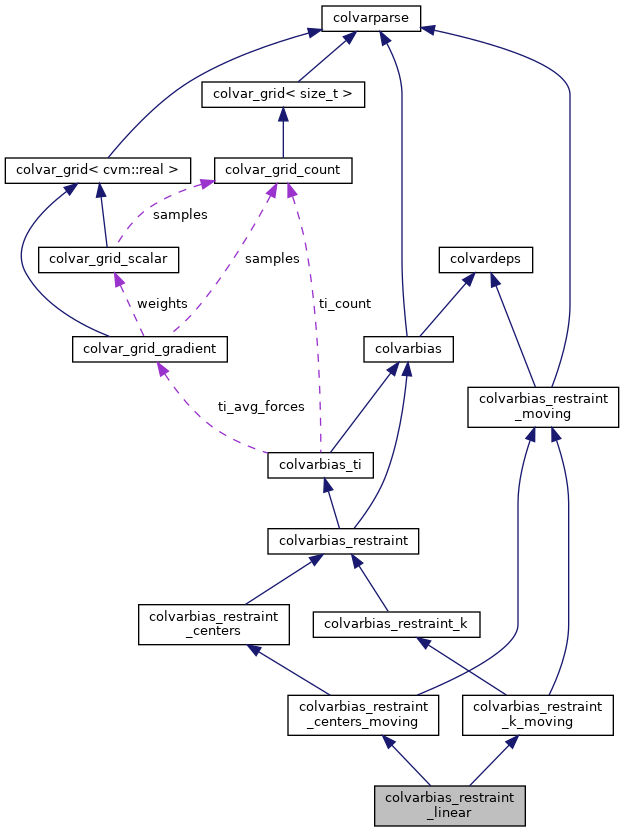 colvarparse
colvar_grid< size_t >
colvar_grid< cvm::real >
colvar_grid_count
samples
colvar_grid_scalar
samples
colvardeps
weights
ti_count
colvar_grid_gradient
colvarbias
colvarbias_restraint
_moving
ti_avg_forces
colvarbias_ti
colvarbias_restraint
colvarbias_restraint
_centers
colvarbias_restraint_k
colvarbias_restraint
_centers_moving
colvarbias_restraint
_k_moving
colvarbias_restraint
_linear